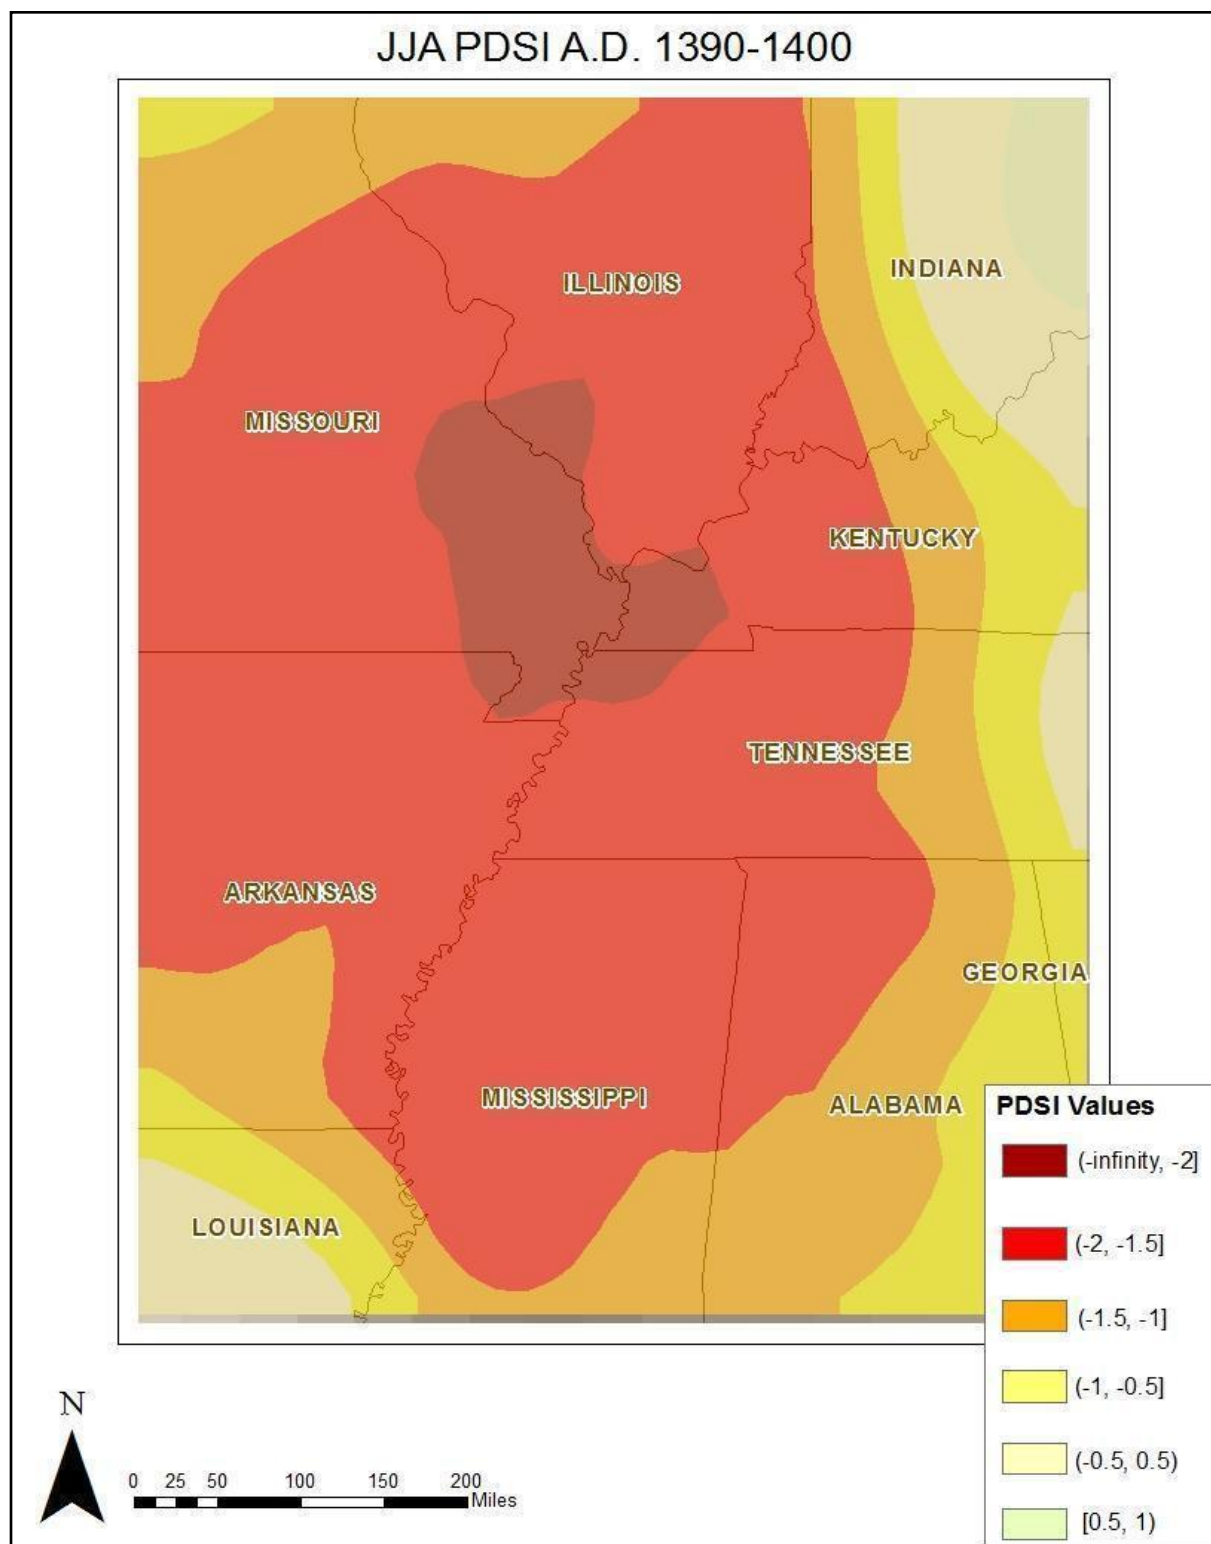 JJA PDSI A.D. 1390-1400
ILLINOIS
INDIANA
MISSOURI
KENTUCKY
TENNESSEE
ARKANSAS
GEORGIA
MISSISSIPPI
ALABAMA
LOUISIANA
PDSI Values
(-infinity, -2]
(-2, -1.5]
(-1.5, -1]
(-1, -0.5]
(-0.5, 0.5)
[0.5, 1)
N
0 25 50 100 150 200
Miles